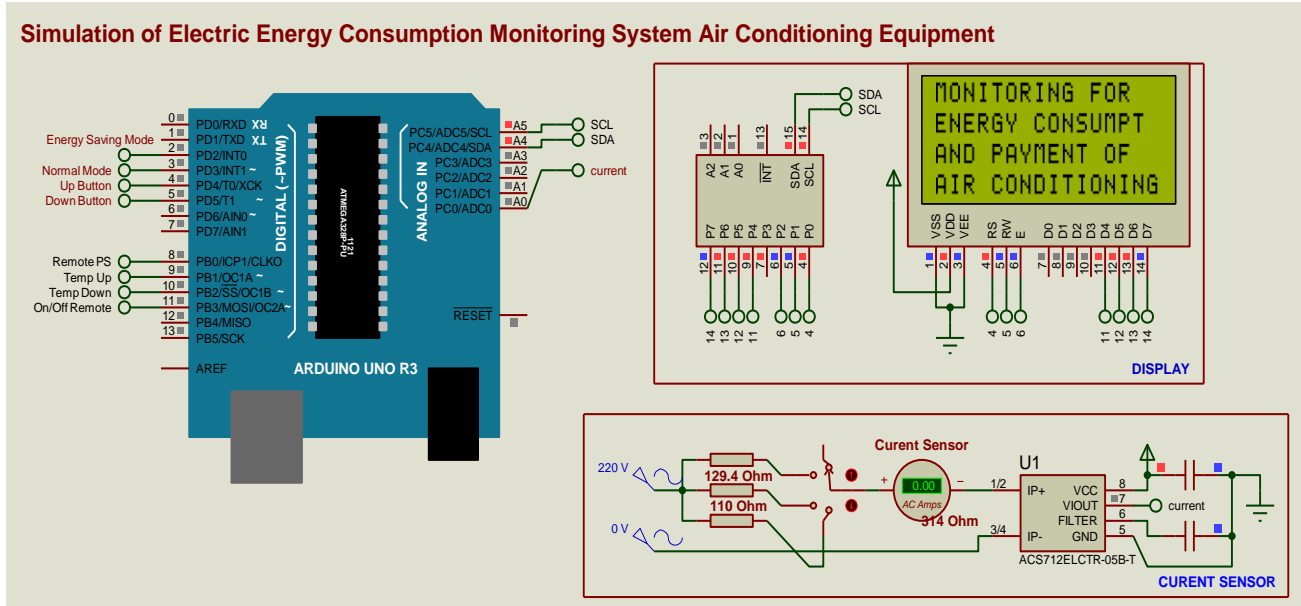 Simulation of Electric Energy Consumption Monitoring System Air Conditioning Equipment
0 PD0/RXD RX
1 PD1/TXD TX
Energy Saving Mode
2 PD2/INT0
Normal Mode 3 PD3/INT1 ~
Up Button 4 PD4/T0/XCK
Down Button 5 PD5/T1 ~
6 PD6/AIN0 ~
7 PD7/AIN1
Remote PS 8 PB0/ICP1/CLKO
Temp Up 9 PB1/OC1A ~
Temp Down 10 PB2/SS/OC1B ~
On/Off Remote 11 PB3/MOSI/OC2A ~
12 PB4/MISO
13 PB5/SCK
AREF
DIGITAL (~PWM)
ATMEGA328P-PU
1121
ANALOG IN
PC5/ADC5/SCL A5 SCL
PC4/ADC4/SDA A4 SDA
PC3/ADC3 A3
PC2/ADC2 A2
PC1/ADC1 A1
PC0/ADC0 A0
current
RESET
ARDUINO UNO R3
SDA
SCL
3 2 1 13 15 14
A2 A1 A0 INT SDA SCL
P7 P6 P5 P4 P3 P2 P1 P0
12 11 10 9 7 6 5 4
14 13 12 11 6 5 4
MONITORING FOR
ENERGY CONSUMPT
AND PAYMENT OF
AIR CONDITIONING
VSS VDD VEE RS RW E D0 D1 D2 D3 D4 D5 D6 D7
1 2 3 4 5 6 7 8 9 10 11 12 13 14
4 5 6 11 12 13 14
DISPLAY
Curent Sensor
220 V
129.4 Ohm
110 Ohm
0 V
+ 0.00 −
AC Amps
314 Ohm
U1
1/2 IP+
3/4 IP-
VCC 8
VIOUT 7 current
FILTER 6
GND 5
ACS712ELCTR-05B-T
CURENT SENSOR